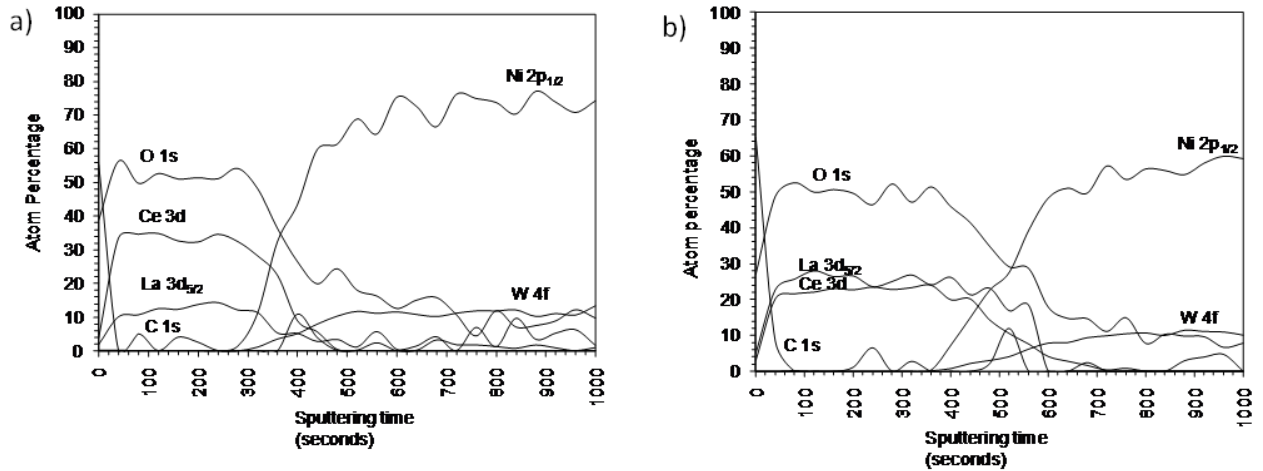 a)
100
90
80
70
60
50
40
30
20
10
0
Atom Percentage
Ni 2p1/2
O 1s
Ce 3d
La 3d5/2
C 1s
W 4f
0
100
200
300
400
500
600
700
800
900
1000
Sputtering time
(seconds)
b)
100
90
80
70
60
50
40
30
20
10
0
Atom percentage
Ni 2p1/2
O 1s
La 3d5/2
Ce 3d
C 1s
W 4f
0
100
200
300
400
500
600
700
800
900
1000
Sputtering time
(seconds)